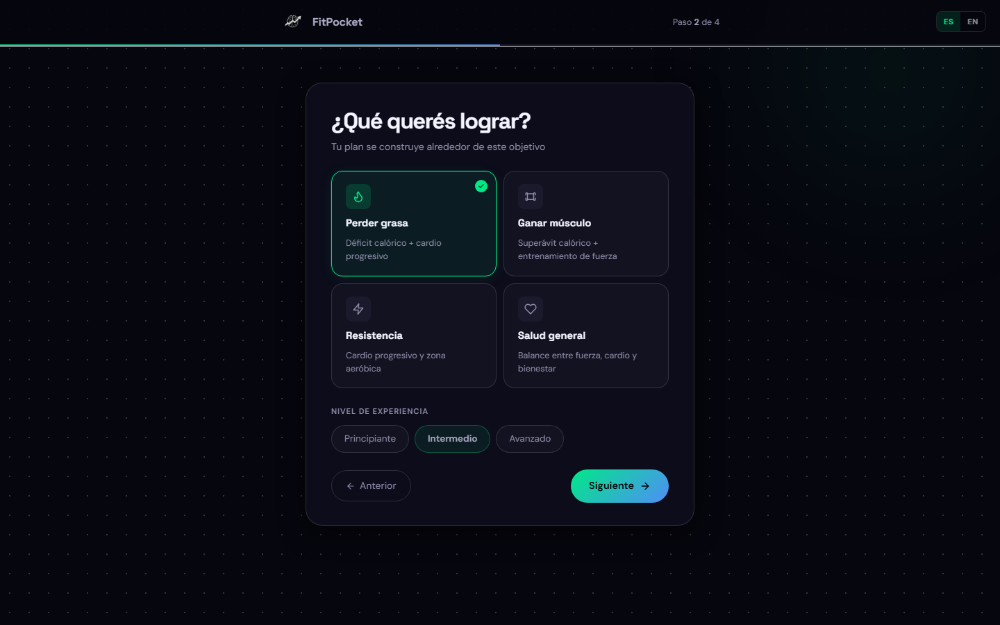 FitPocket
Paso 2 de 4
ES EN
¿Qué querés lograr?
Tu plan se construye alrededor de este objetivo
Perder grasa
Déficit calórico + cardio
progresivo
Ganar músculo
Superávit calórico +
entrenamiento de fuerza
Resistencia
Cardio progresivo y zona
aeróbica
Salud general
Balance entre fuerza, cardio y
bienestar
NIVEL DE EXPERIENCIA
Principiante
Intermedio
Avanzado
← Anterior
Siguiente →